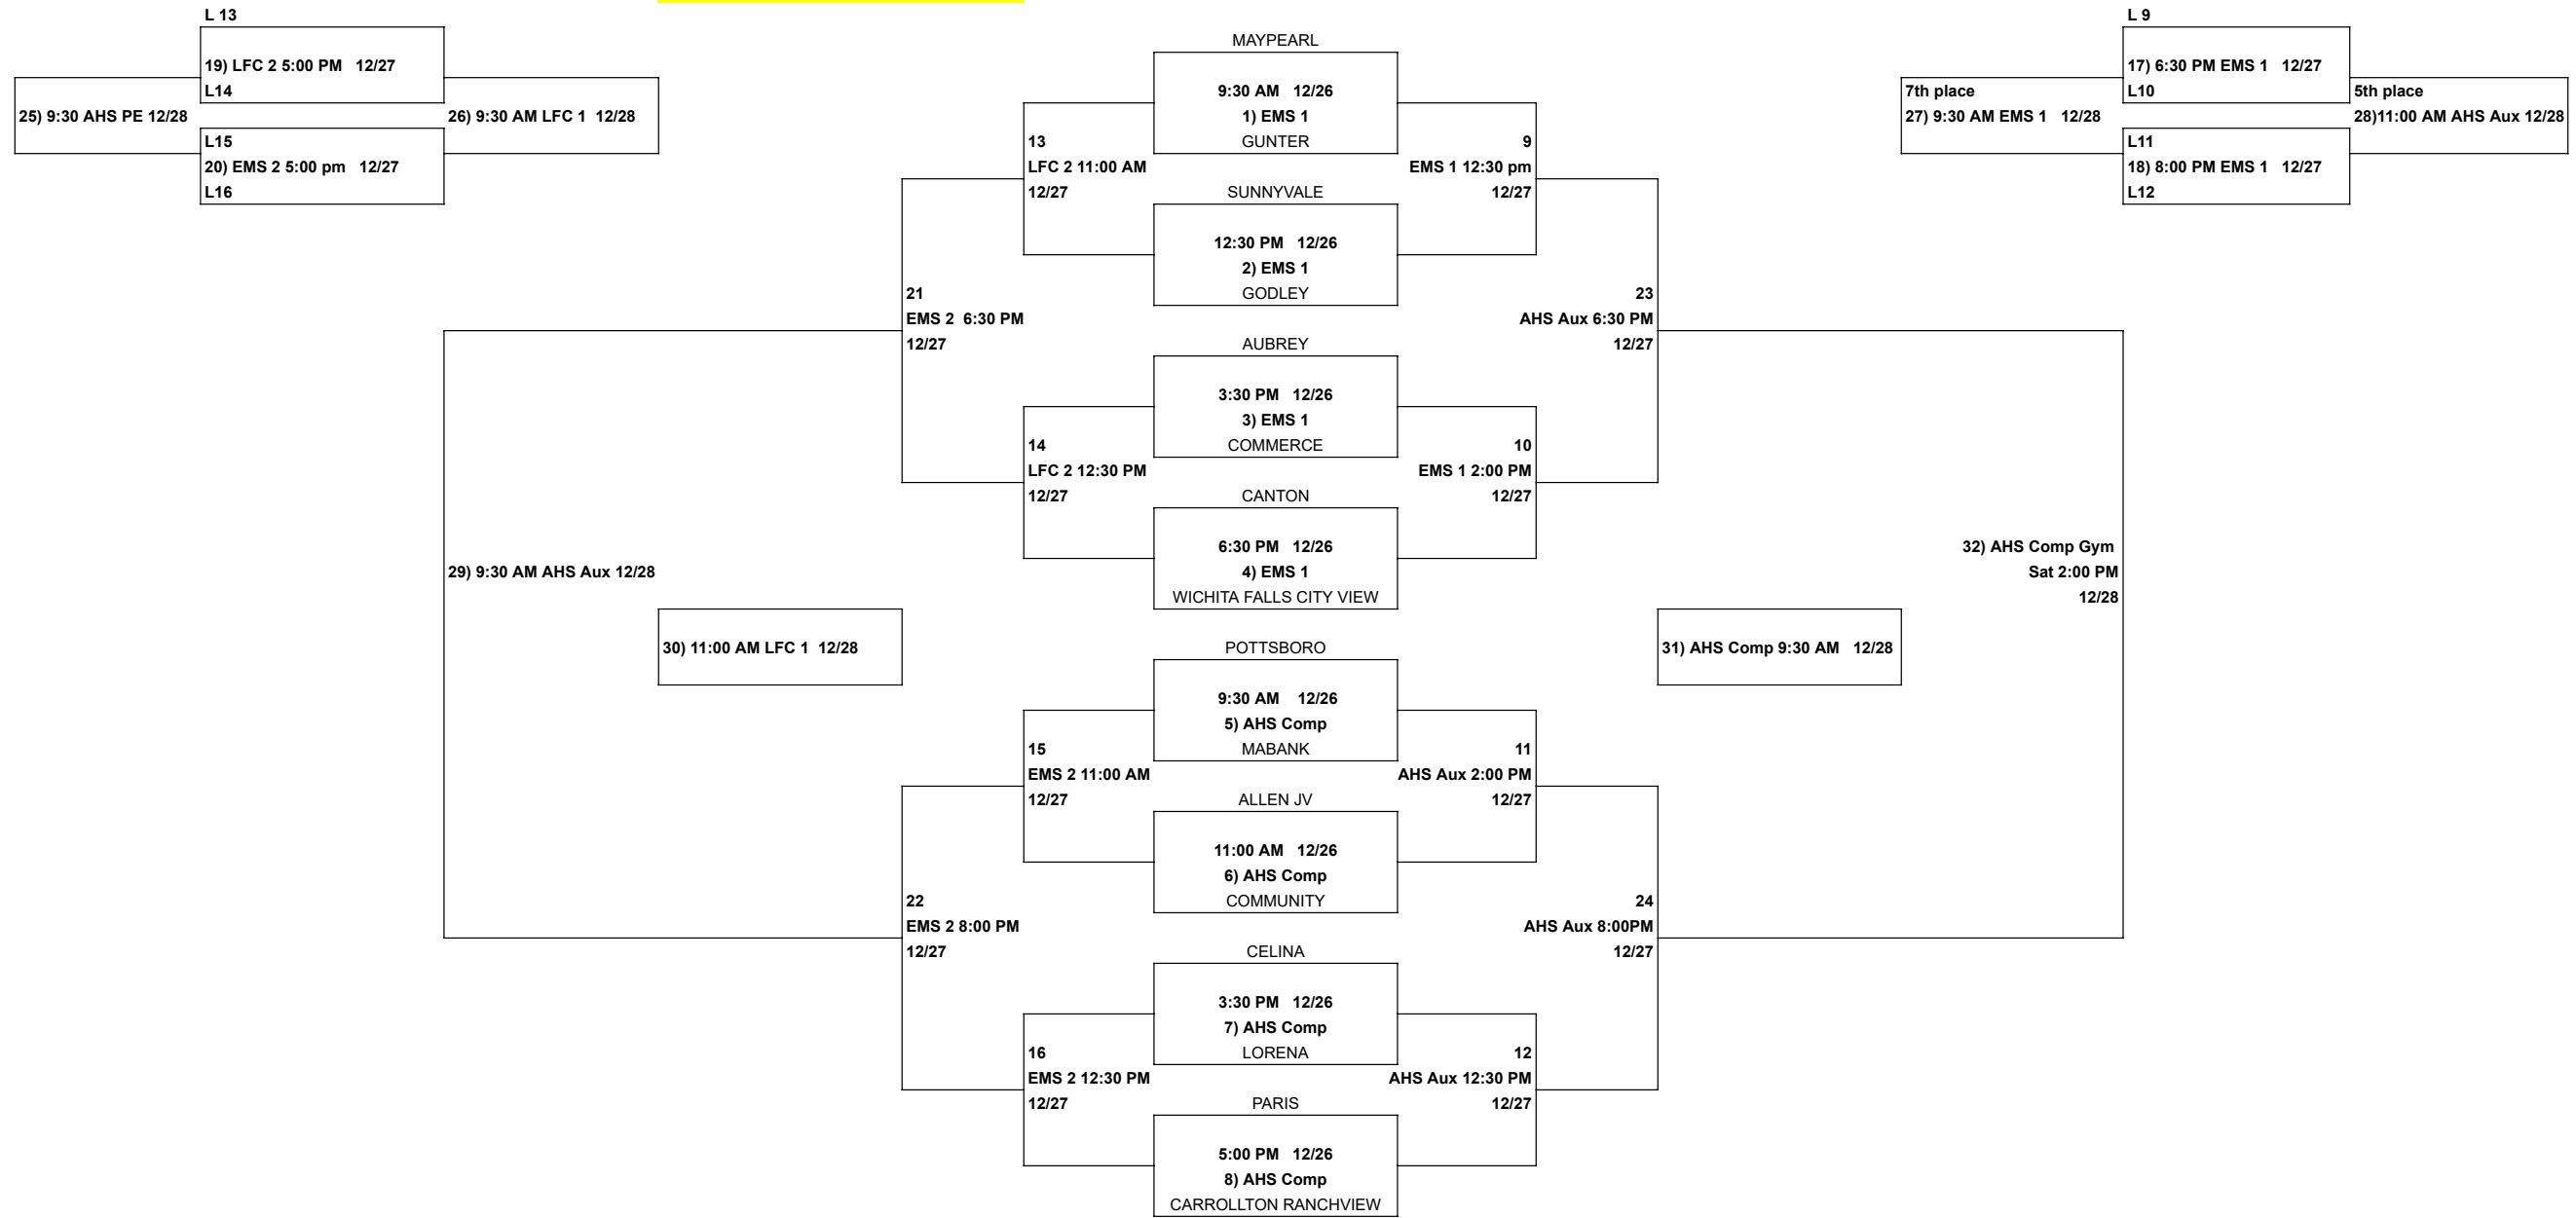 L 13
19) LFC 2 5:00 PM 12/27
L14
25) 9:30 AHS PE 12/28
26) 9:30 AM LFC 1 12/28
L15
20) EMS 2 5:00 pm 12/27
L16
13
LFC 2 11:00 AM
12/27
21
EMS 2 6:30 PM
12/27
14
LFC 2 12:30 PM
12/27
29) 9:30 AM AHS Aux 12/28
30) 11:00 AM LFC 1 12/28
15
EMS 2 11:00 AM
12/27
22
EMS 2 8:00 PM
12/27
16
EMS 2 12:30 PM
12/27
MAYPEARL
9:30 AM 12/26
1) EMS 1
GUNTER
SUNNYVALE
12:30 PM 12/26
2) EMS 1
GODLEY
AUBREY
3:30 PM 12/26
3) EMS 1
COMMERCE
CANTON
6:30 PM 12/26
4) EMS 1
WICHITA FALLS CITY VIEW
POTTSBORO
9:30 AM 12/26
5) AHS Comp
MABANK
ALLEN JV
11:00 AM 12/26
6) AHS Comp
COMMUNITY
CELINA
3:30 PM 12/26
7) AHS Comp
LORENA
PARIS
5:00 PM 12/26
8) AHS Comp
CARROLLTON RANCHVIEW
9
EMS 1 12:30 pm
12/27
23
AHS Aux 6:30 PM
12/27
10
EMS 1 2:00 PM
12/27
32) AHS Comp Gym
Sat 2:00 PM
12/28
31) AHS Comp 9:30 AM 12/28
11
AHS Aux 2:00 PM
12/27
24
AHS Aux 8:00PM
12/27
12
AHS Aux 12:30 PM
12/27
L 9
17) 6:30 PM EMS 1 12/27
L10
7th place
27) 9:30 AM EMS 1 12/28
5th place
28)11:00 AM AHS Aux 12/28
L11
18) 8:00 PM EMS 1 12/27
L12